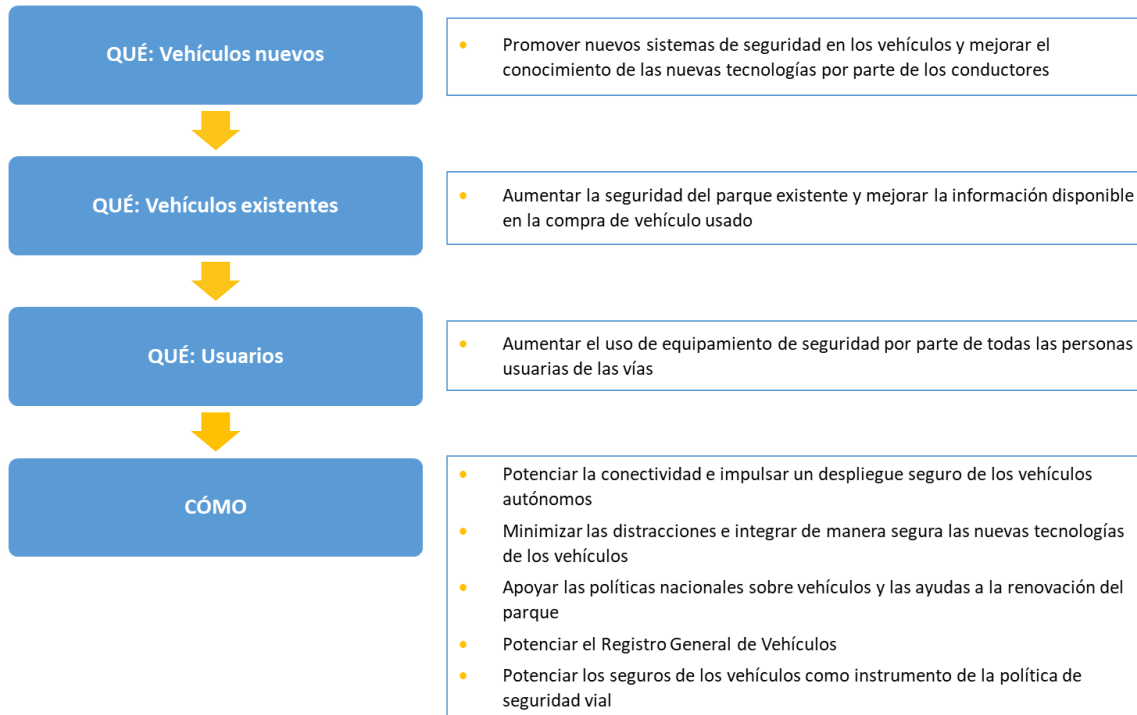 QUÉ: Vehículos nuevos
• Promover nuevos sistemas de seguridad en los vehículos y mejorar el
conocimiento de las nuevas tecnologías por parte de los conductores
QUÉ: Vehículos existentes
• Aumentar la seguridad del parque existente y mejorar la información disponible
en la compra de vehículo usado
QUÉ: Usuarios
• Aumentar el uso de equipamiento de seguridad por parte de todas las personas
usuarias de las vías
CÓMO
• Potenciar la conectividad e impulsar un despliegue seguro de los vehículos
autónomos
• Minimizar las distracciones e integrar de manera segura las nuevas tecnologías
de los vehículos
• Apoyar las políticas nacionales sobre vehículos y las ayudas a la renovación del
parque
• Potenciar el Registro General de Vehículos
• Potenciar los seguros de los vehículos como instrumento de la política de
seguridad vial